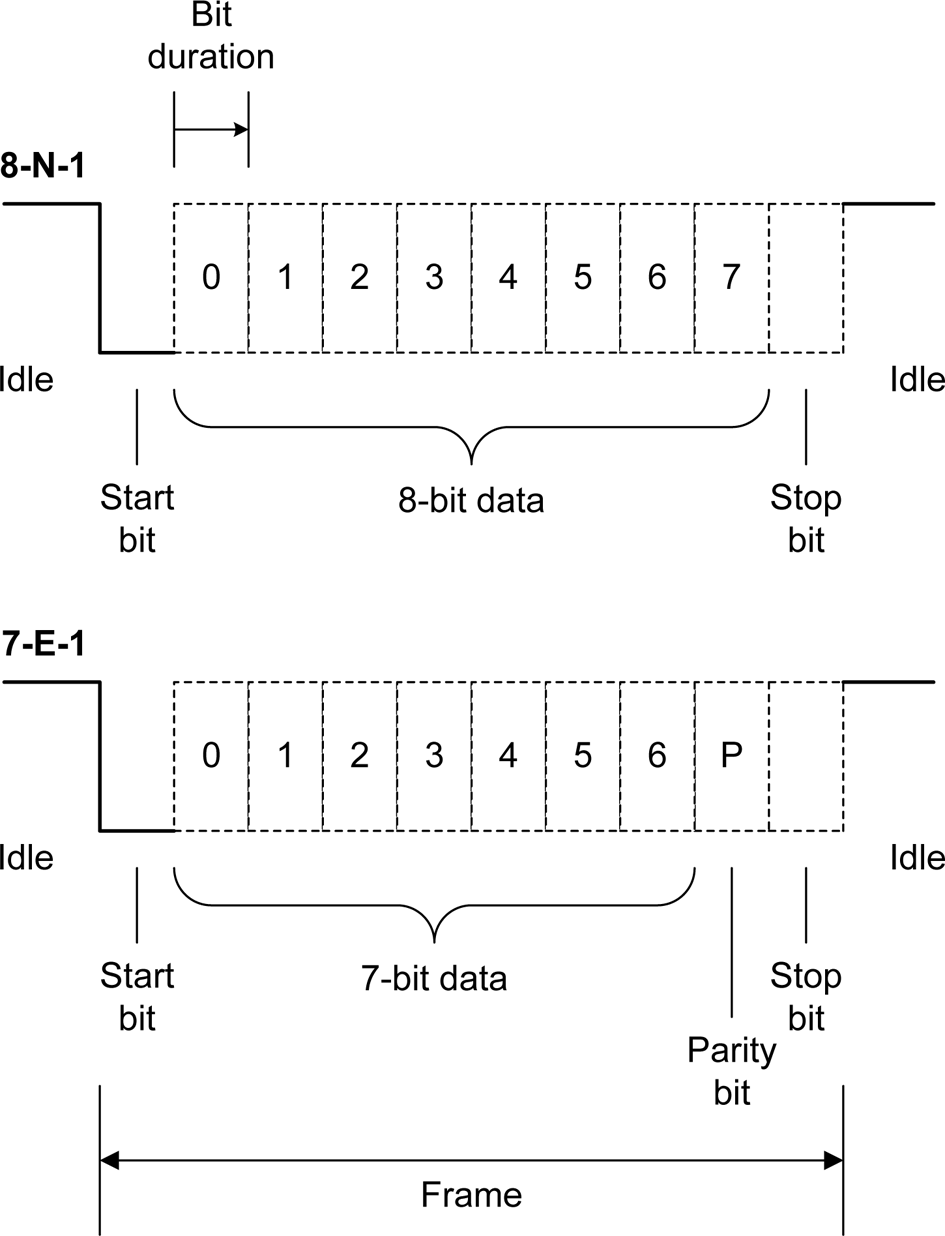 Bit
duration
8-N-1
0 1 2 3 4 5 6 7
Idle
Idle
Start
bit
8-bit data
Stop
bit
7-E-1
0 1 2 3 4 5 6 P
Idle
Idle
Start
bit
7-bit data
Stop
bit
Parity
bit
Frame